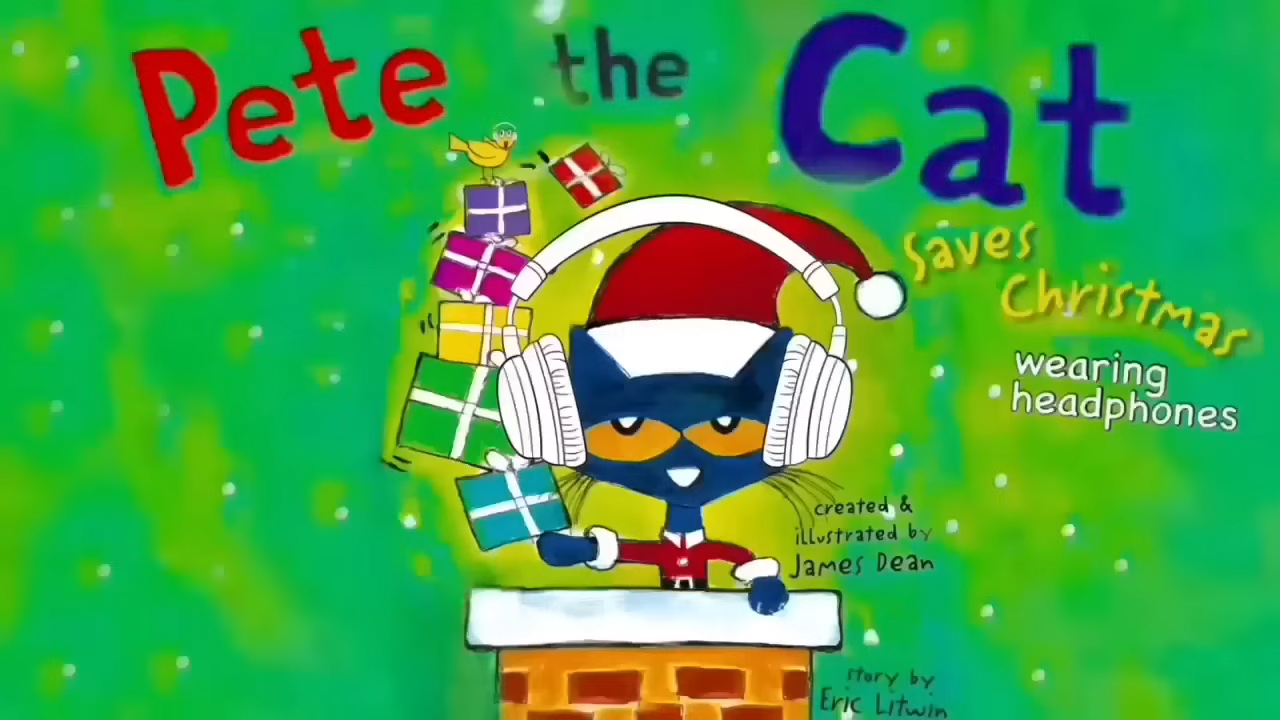 Pete the Cat
saves
Christmas
wearing
headphones
created &
illustrated by
James Dean
story by
Eric Litwin